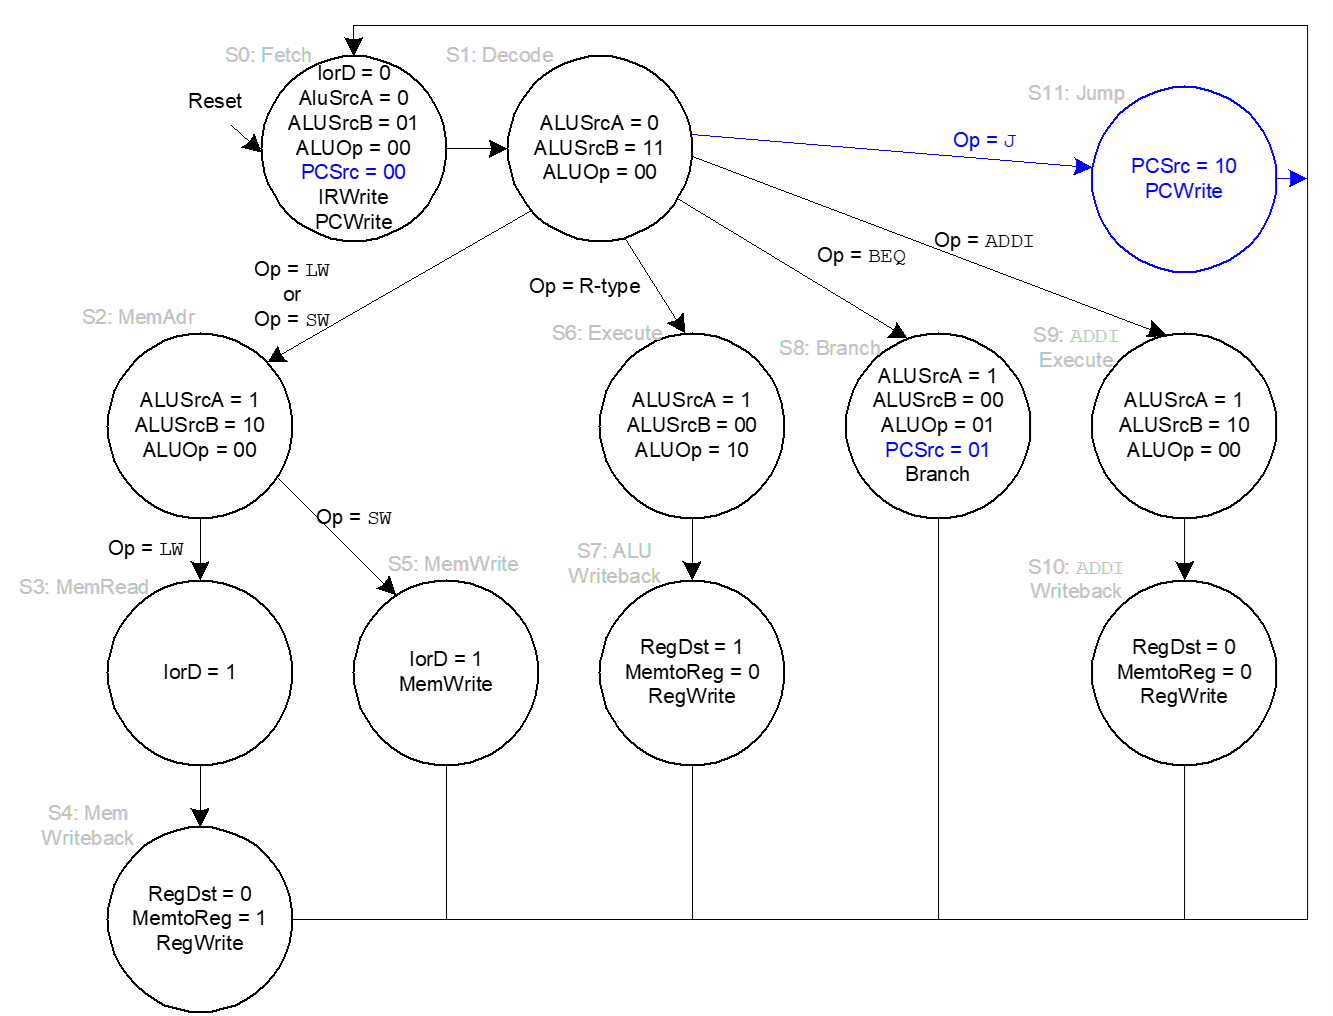 S0: Fetch
IorD = 0
AluSrcA = 0
ALUSrcB = 01
ALUOp = 00
PCSrc = 00
IRWrite
PCWrite
Reset
S1: Decode
ALUSrcA = 0
ALUSrcB = 11
ALUOp = 00
S11: Jump
Op = J
PCSrc = 10
PCWrite
Op = ADDI
Op = BEQ
Op = R-type
Op = LW
or
Op = SW
S2: MemAdr
ALUSrcA = 1
ALUSrcB = 10
ALUOp = 00
S6: Execute
ALUSrcA = 1
ALUSrcB = 00
ALUOp = 10
S8: Branch
ALUSrcA = 1
ALUSrcB = 00
ALUOp = 01
PCSrc = 01
Branch
S9: ADDI
Execute
ALUSrcA = 1
ALUSrcB = 10
ALUOp = 00
Op = SW
Op = LW
S3: MemRead
IorD = 1
S5: MemWrite
IorD = 1
MemWrite
S7: ALU
Writeback
RegDst = 1
MemtoReg = 0
RegWrite
S10: ADDI
Writeback
RegDst = 0
MemtoReg = 0
RegWrite
S4: Mem
Writeback
RegDst = 0
MemtoReg = 1
RegWrite